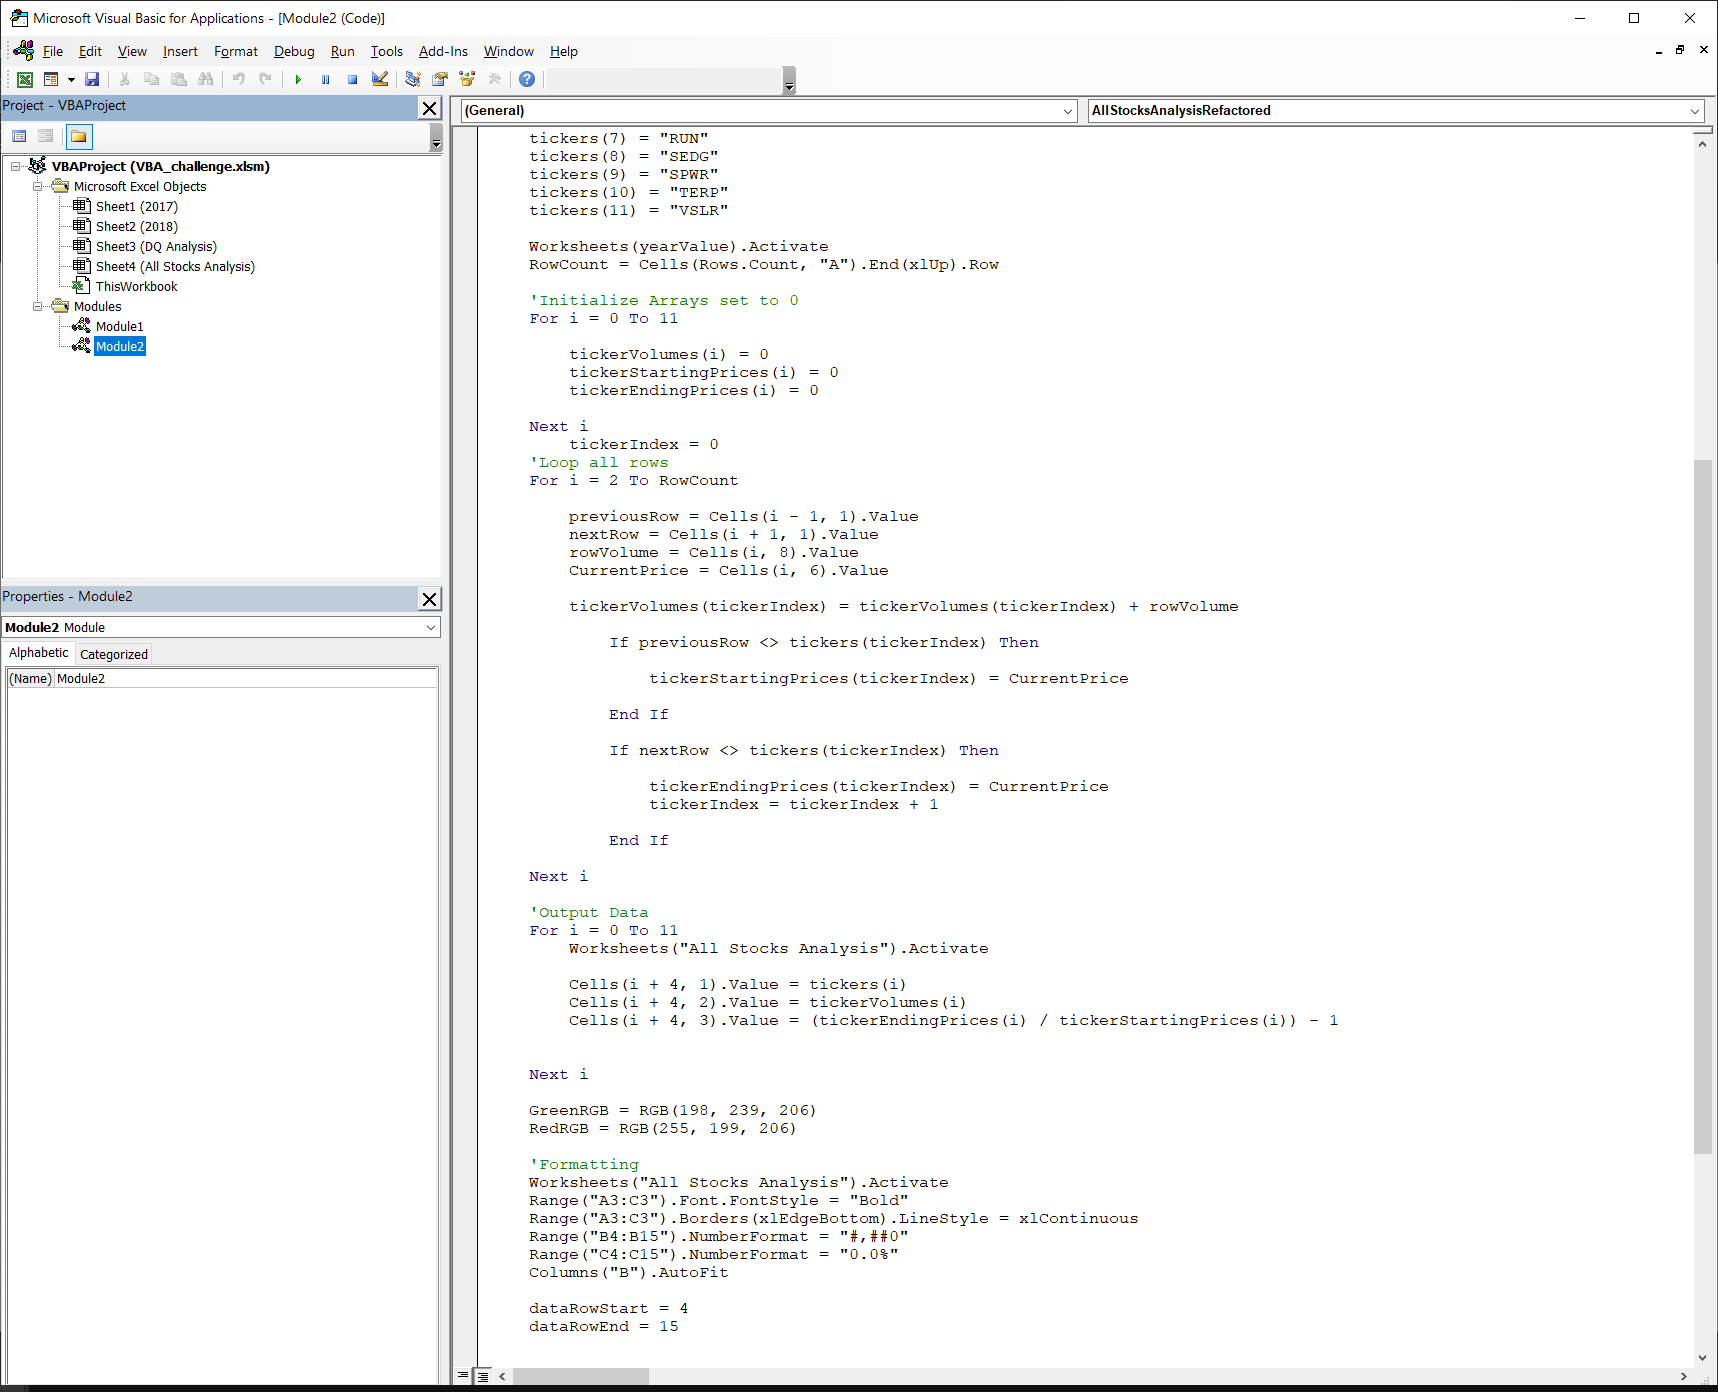 Microsoft Visual Basic for Applications - [Module2 (Code)]
File Edit View Insert Format Debug Run Tools Add-Ins Window Help
Project - VBAProject
VBAProject (VBA_challenge.xlsm)
Microsoft Excel Objects
Sheet1 (2017)
Sheet2 (2018)
Sheet3 (DQ Analysis)
Sheet4 (All Stocks Analysis)
ThisWorkbook
Modules
Module1
Module2
Properties - Module2
Module2 Module
Alphabetic Categorized
(Name) Module2
(General) AllStocksAnalysisRefactored
tickers(7) = "RUN"
tickers(8) = "SEDG"
tickers(9) = "SPWR"
tickers(10) = "TERP"
tickers(11) = "VSLR"
Worksheets(yearValue).Activate
RowCount = Cells(Rows.Count, "A").End(xlUp).Row
'Initialize Arrays set to 0
For i = 0 To 11
tickerVolumes(i) = 0
tickerStartingPrices(i) = 0
tickerEndingPrices(i) = 0
Next i
tickerIndex = 0
'Loop all rows
For i = 2 To RowCount
previousRow = Cells(i - 1, 1).Value
nextRow = Cells(i + 1, 1).Value
rowVolume = Cells(i, 8).Value
CurrentPrice = Cells(i, 6).Value
tickerVolumes(tickerIndex) = tickerVolumes(tickerIndex) + rowVolume
If previousRow <> tickers(tickerIndex) Then
tickerStartingPrices(tickerIndex) = CurrentPrice
End If
If nextRow <> tickers(tickerIndex) Then
tickerEndingPrices(tickerIndex) = CurrentPrice
tickerIndex = tickerIndex + 1
End If
Next i
'Output Data
For i = 0 To 11
Worksheets("All Stocks Analysis").Activate
Cells(i + 4, 1).Value = tickers(i)
Cells(i + 4, 2).Value = tickerVolumes(i)
Cells(i + 4, 3).Value = (tickerEndingPrices(i) / tickerStartingPrices(i)) - 1
Next i
GreenRGB = RGB(198, 239, 206)
RedRGB = RGB(255, 199, 206)
'Formatting
Worksheets("All Stocks Analysis").Activate
Range("A3:C3").Font.FontStyle = "Bold"
Range("A3:C3").Borders(xlEdgeBottom).LineStyle = xlContinuous
Range("B4:B15").NumberFormat = "#,##0"
Range("C4:C15").NumberFormat = "0.0%"
Columns("B").AutoFit
dataRowStart = 4
dataRowEnd = 15